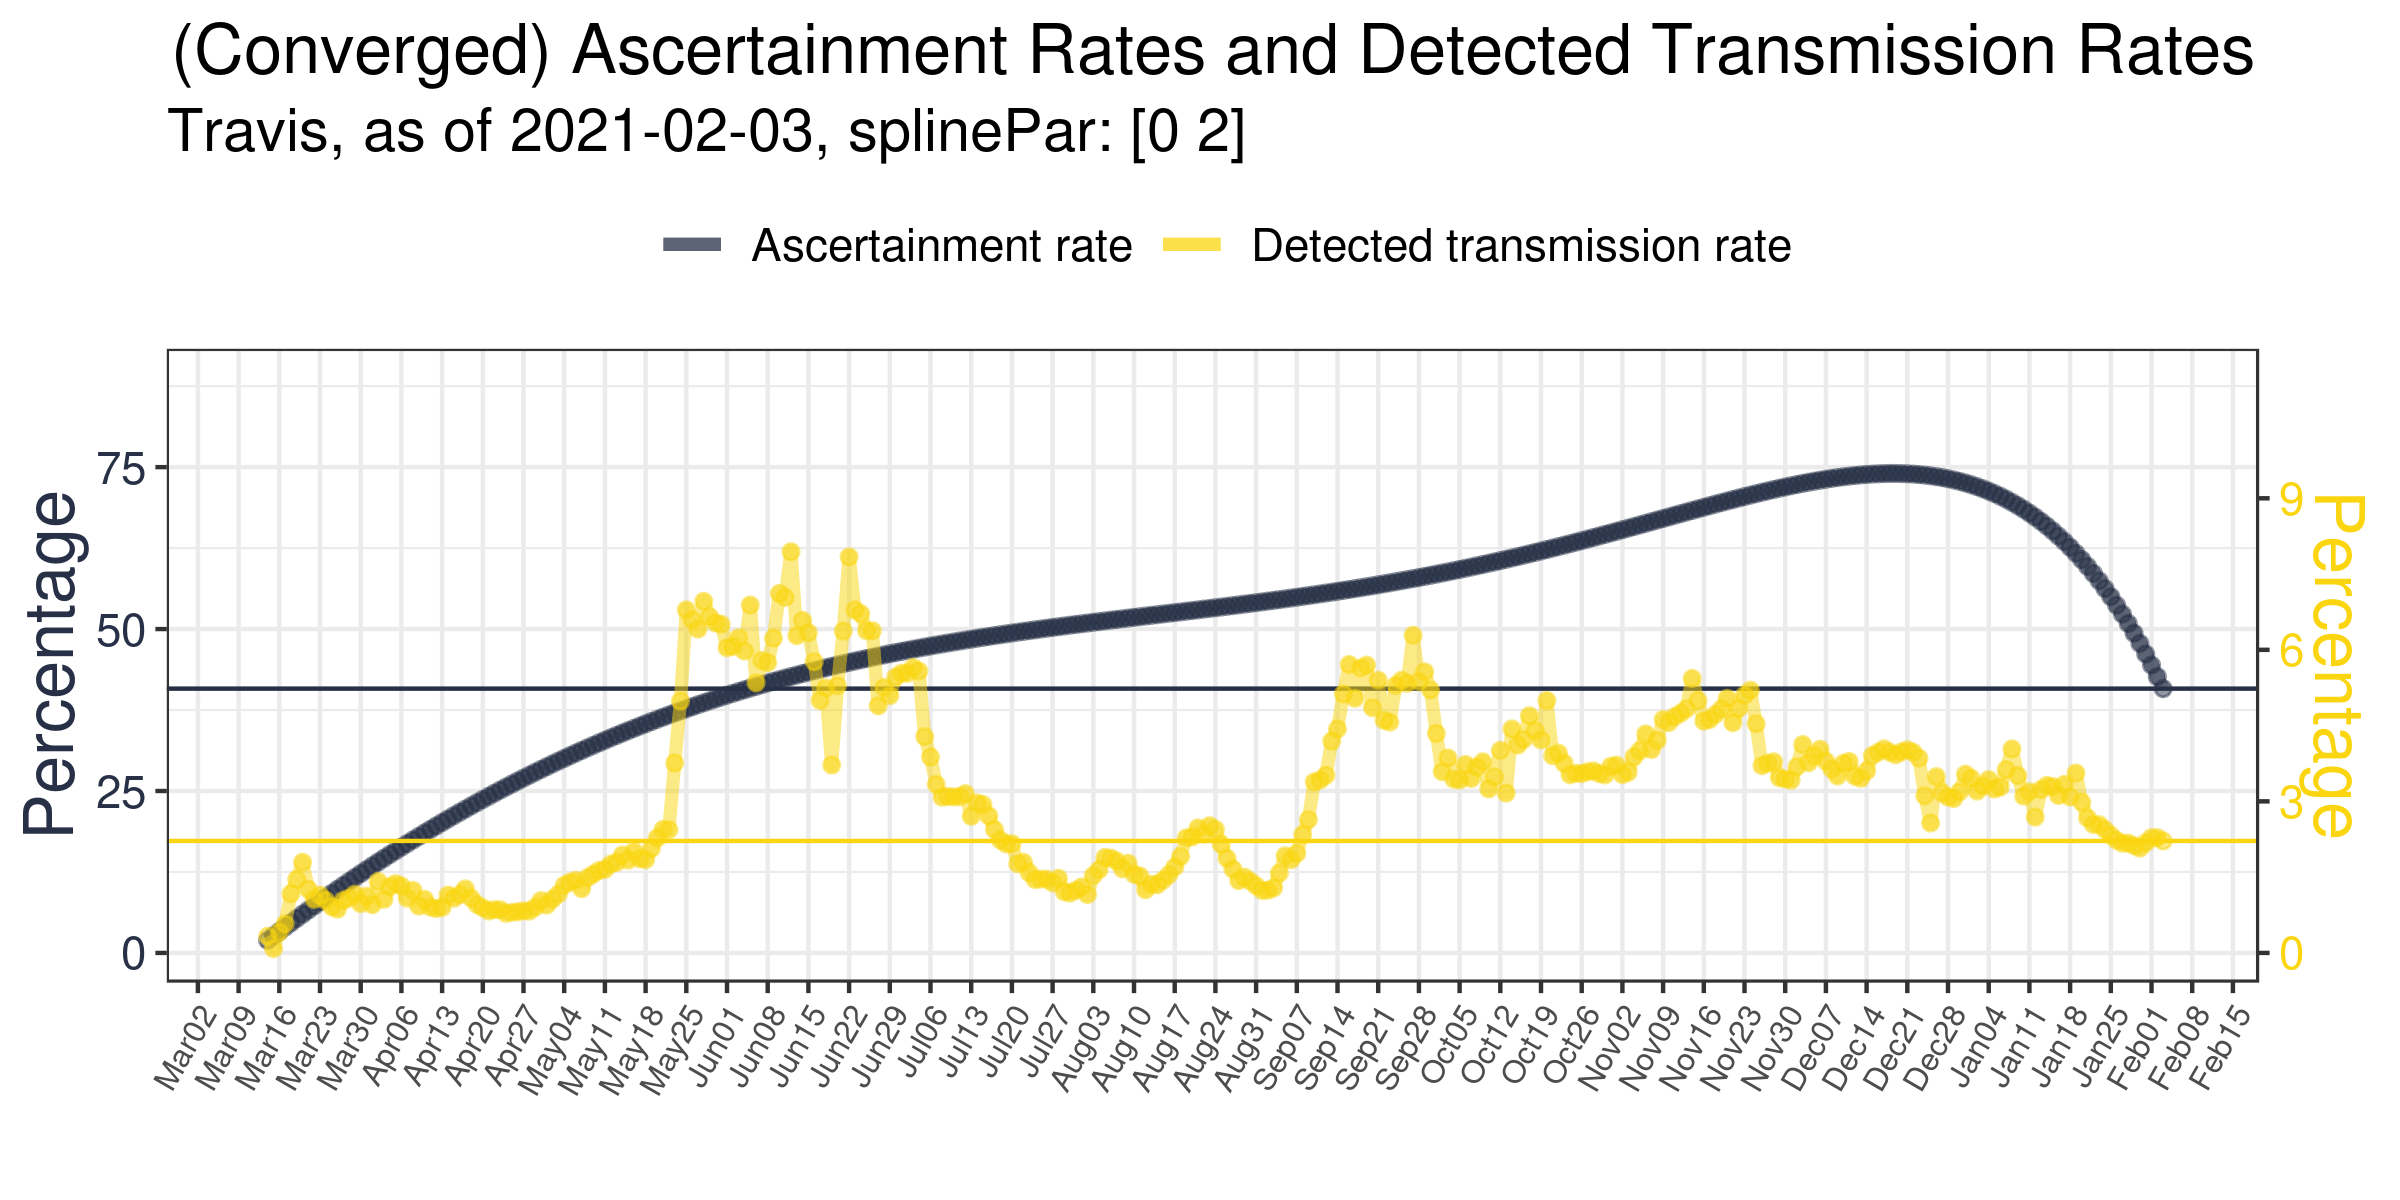 (Converged) Ascertainment Rates and Detected Transmission Rates
Travis, as of 2021-02-03, splinePar: [0 2]
Ascertainment rate
Detected transmission rate
Percentage
75
50
25
0
9
6
3
0
Percentage
Mar02
Mar09
Mar16
Mar23
Mar30
Apr06
Apr13
Apr20
Apr27
May04
May11
May18
May25
Jun01
Jun08
Jun15
Jun22
Jun29
Jul06
Jul13
Jul20
Jul27
Aug03
Aug10
Aug17
Aug24
Aug31
Sep07
Sep14
Sep21
Sep28
Oct05
Oct12
Oct19
Oct26
Nov02
Nov09
Nov16
Nov23
Nov30
Dec07
Dec14
Dec21
Dec28
Jan04
Jan11
Jan18
Jan25
Feb01
Feb08
Feb15